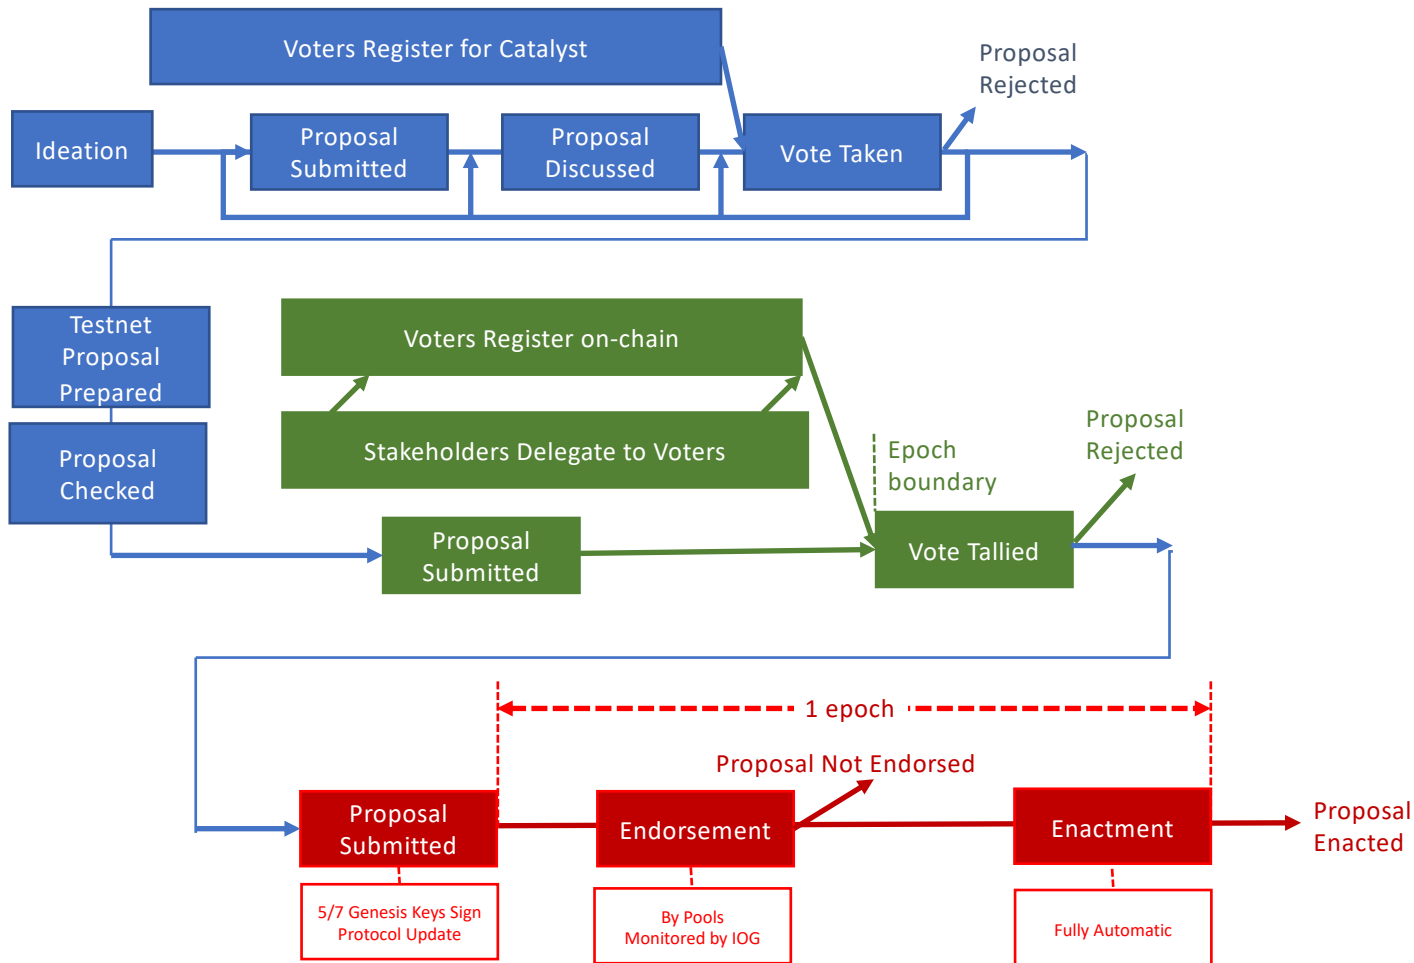 Voters Register for Catalyst
Proposal
Rejected
Ideation
Proposal
Submitted
Proposal
Discussed
Vote Taken
Testnet
Proposal
Prepared
Voters Register on-chain
Stakeholders Delegate to Voters
Proposal
Rejected
Epoch
boundary
Proposal
Checked
Proposal
Submitted
Vote Tallied
1 epoch
Proposal Not Endorsed
Proposal
Submitted
Endorsement
Enactment
Proposal
Enacted
5/7 Genesis Keys Sign
Protocol Update
By Pools
Monitored by IOG
Fully Automatic